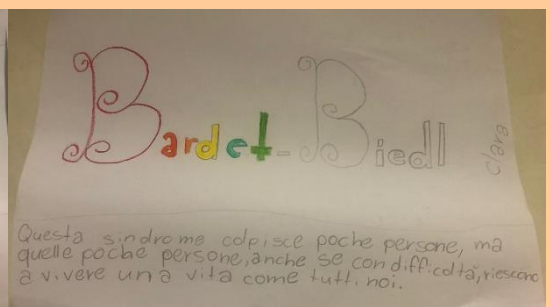 Bardet-Biedl
Clara
Questa sindrome colpisce poche persone, ma
quelle poche persone, anche se con difficoltà, riescono
a vivere una vita come tutti noi.